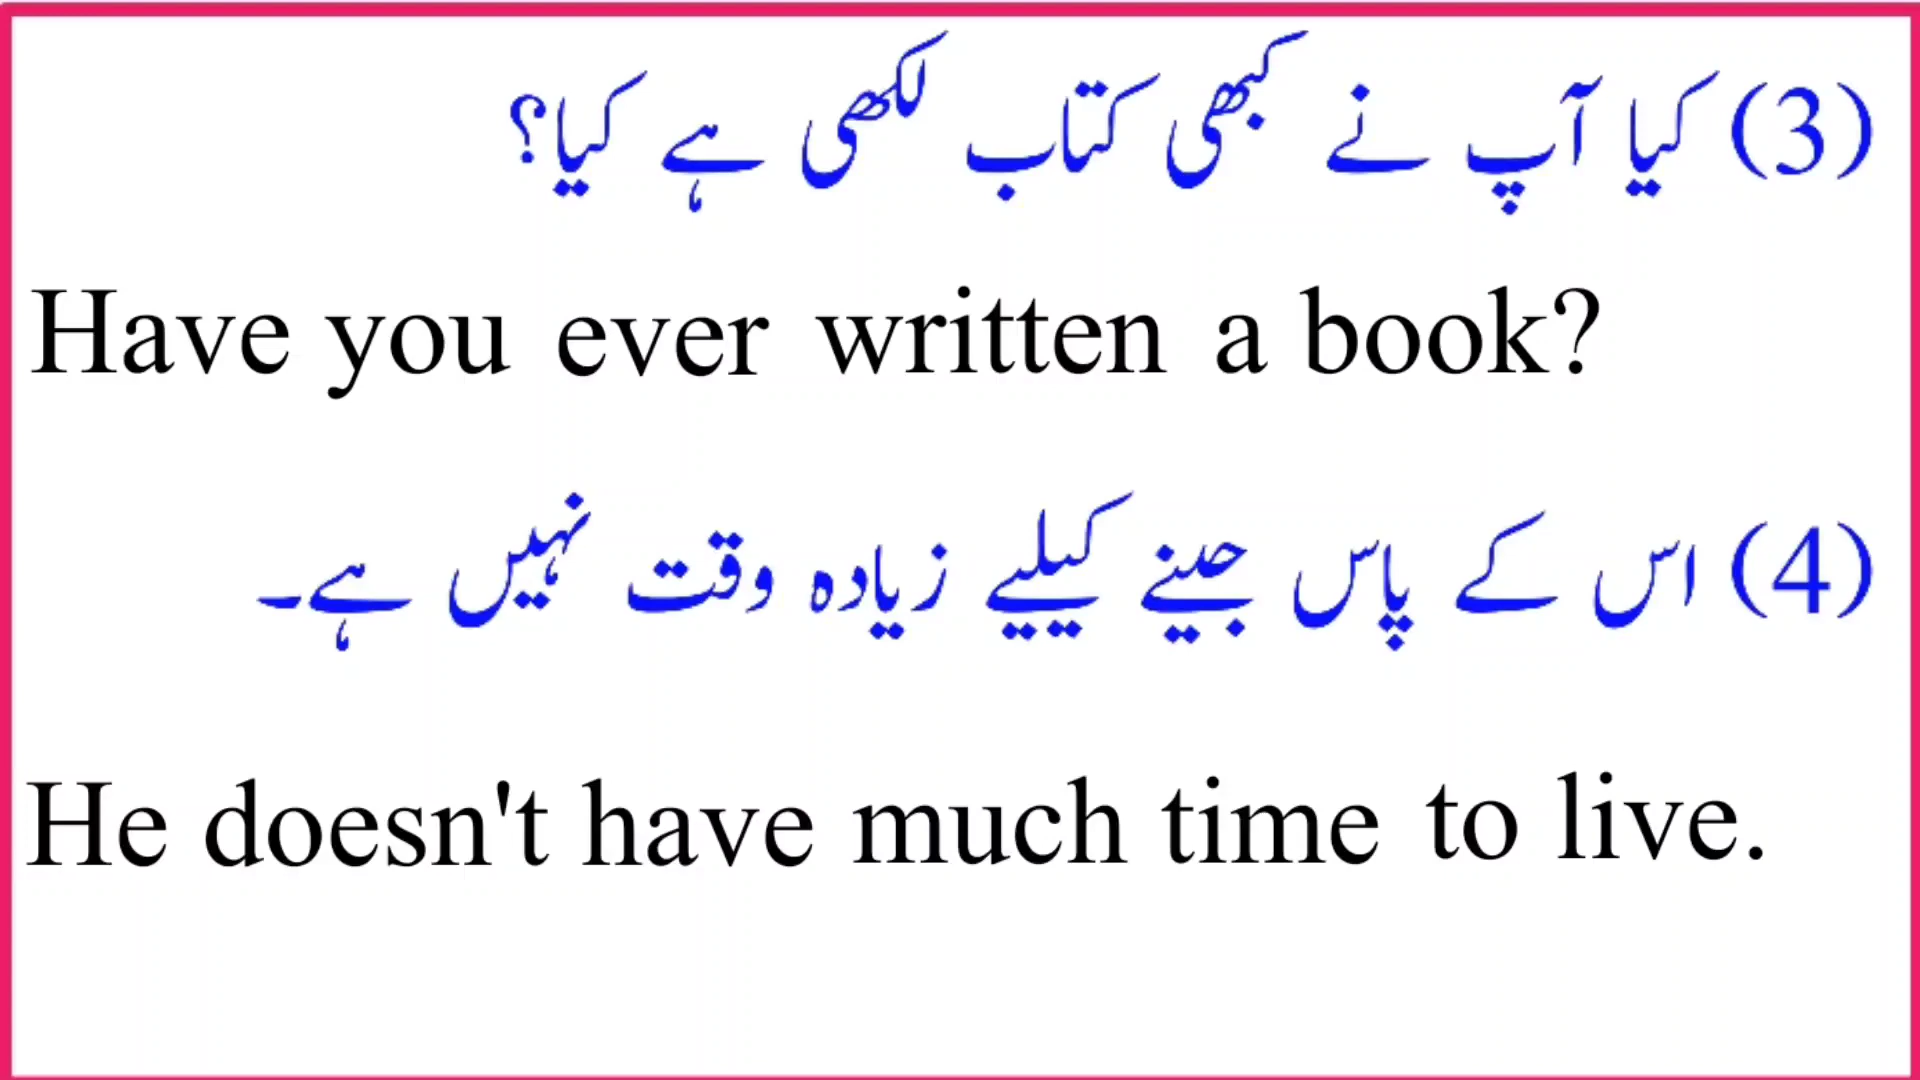 (3) کیا آپ نے کبھی کتاب لکھی ہے کیا؟
Have you ever written a book?
(4) اس کے پاس جینے کیلیے زیادہ وقت نہیں ہے۔
He doesn't have much time to live.